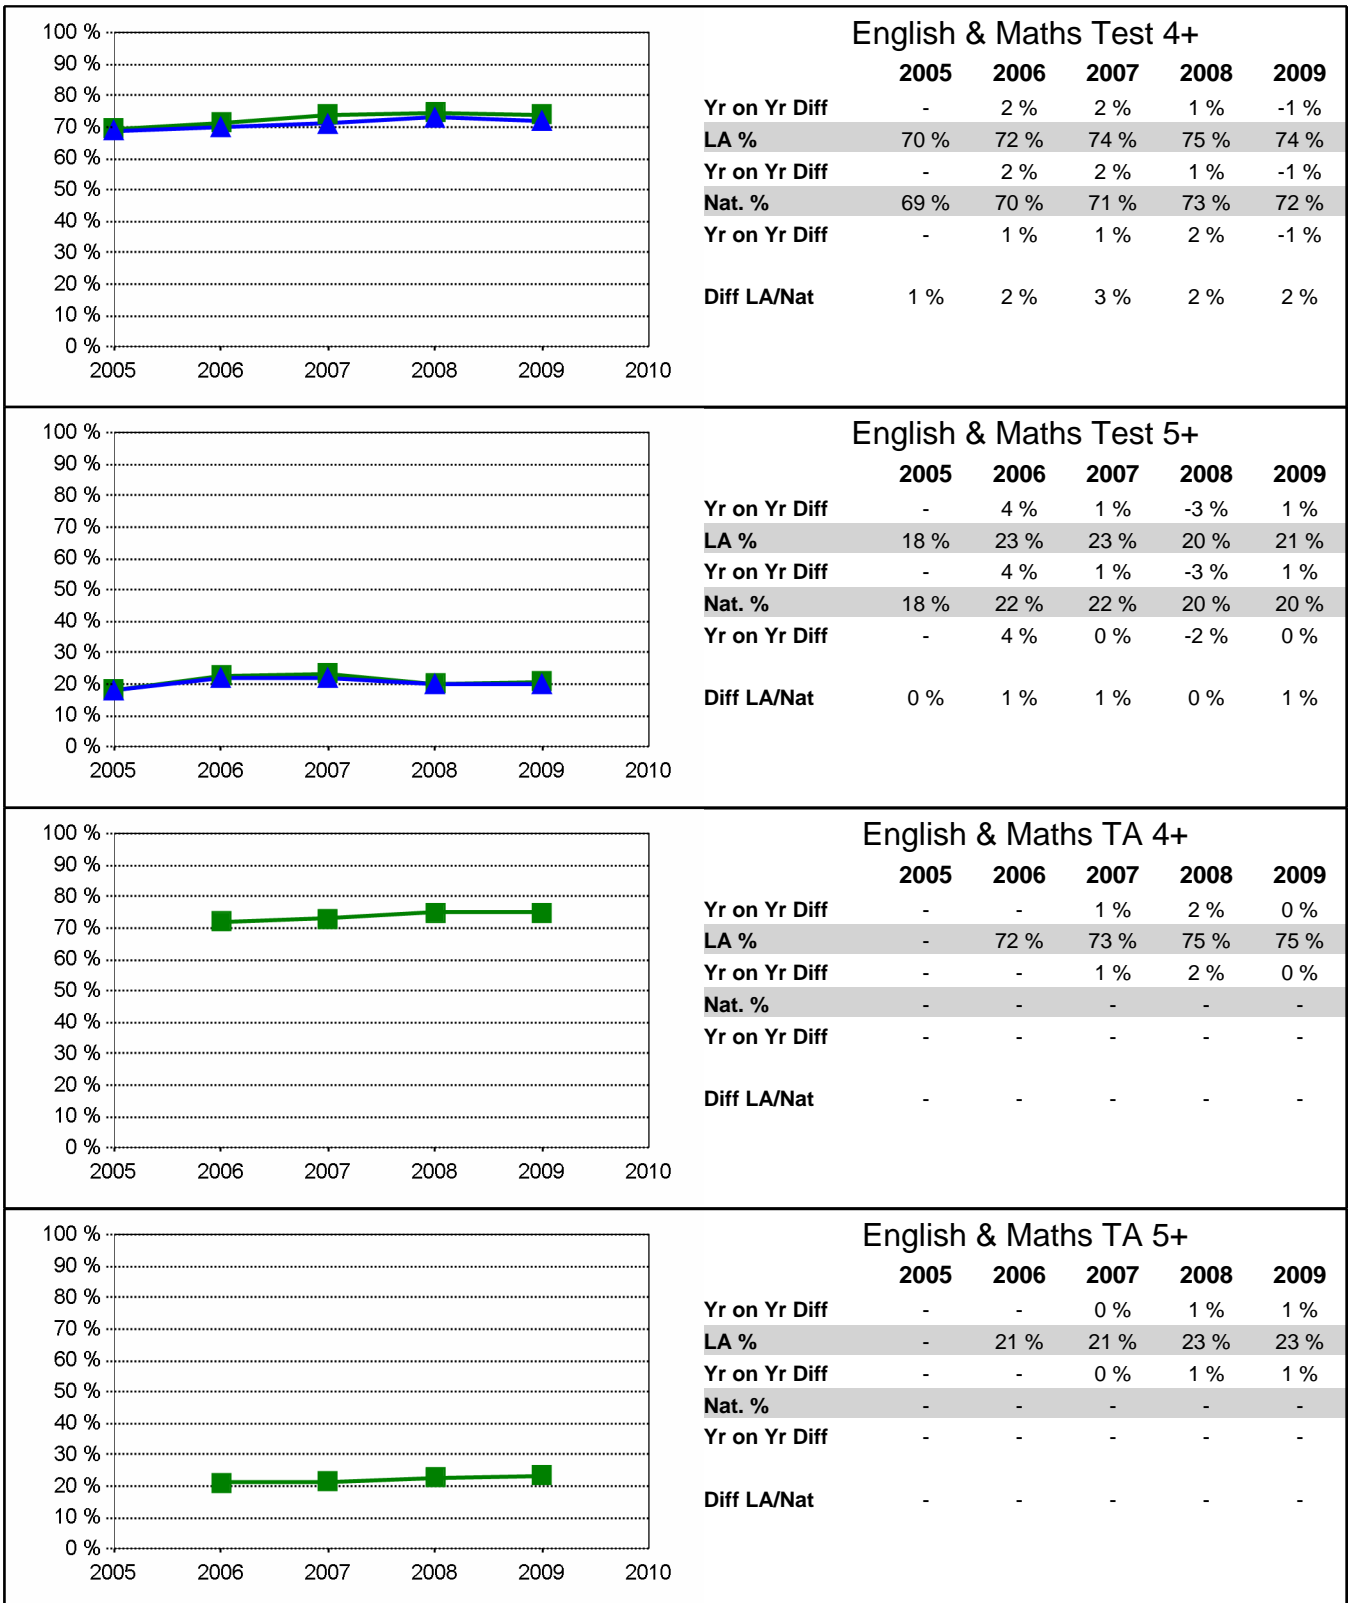 100 %
90 %
80 %
70 %
60 %
50 %
40 %
30 %
20 %
10 %
0 %
2005 2006 2007 2008 2009 2010
English & Maths Test 4+
2005 2006 2007 2008 2009
Yr on Yr Diff - 2 % 2 % 1 % -1 %
LA % 70 % 72 % 74 % 75 % 74 %
Yr on Yr Diff - 2 % 2 % 1 % -1 %
Nat. % 69 % 70 % 71 % 73 % 72 %
Yr on Yr Diff - 1 % 1 % 2 % -1 %
Diff LA/Nat 1 % 2 % 3 % 2 % 2 %
100 %
90 %
80 %
70 %
60 %
50 %
40 %
30 %
20 %
10 %
0 %
2005 2006 2007 2008 2009 2010
English & Maths Test 5+
2005 2006 2007 2008 2009
Yr on Yr Diff - 4 % 1 % -3 % 1 %
LA % 18 % 23 % 23 % 20 % 21 %
Yr on Yr Diff - 4 % 1 % -3 % 1 %
Nat. % 18 % 22 % 22 % 20 % 20 %
Yr on Yr Diff - 4 % 0 % -2 % 0 %
Diff LA/Nat 0 % 1 % 1 % 0 % 1 %
100 %
90 %
80 %
70 %
60 %
50 %
40 %
30 %
20 %
10 %
0 %
2005 2006 2007 2008 2009 2010
English & Maths TA 4+
2005 2006 2007 2008 2009
Yr on Yr Diff - - 1 % 2 % 0 %
LA % - 72 % 73 % 75 % 75 %
Yr on Yr Diff - - 1 % 2 % 0 %
Nat. % - - - - -
Yr on Yr Diff - - - - -
Diff LA/Nat - - - - -
100 %
90 %
80 %
70 %
60 %
50 %
40 %
30 %
20 %
10 %
0 %
2005 2006 2007 2008 2009 2010
English & Maths TA 5+
2005 2006 2007 2008 2009
Yr on Yr Diff - - 0 % 1 % 1 %
LA % - 21 % 21 % 23 % 23 %
Yr on Yr Diff - - 0 % 1 % 1 %
Nat. % - - - - -
Yr on Yr Diff - - - - -
Diff LA/Nat - - - - -